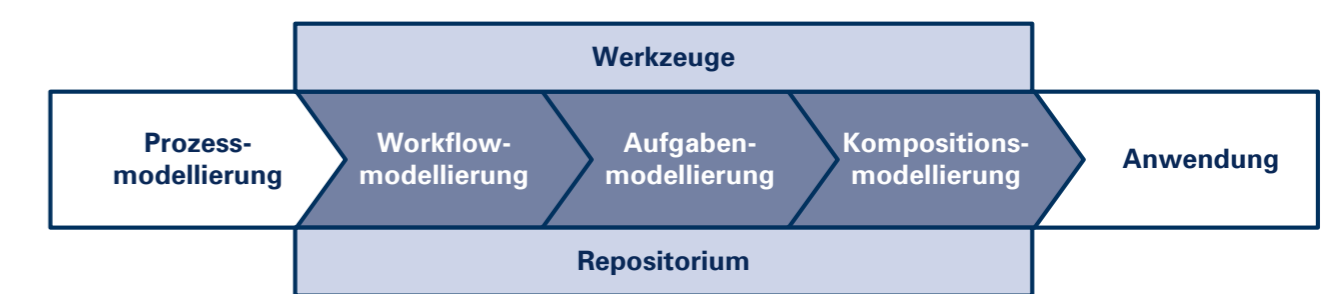 Werkzeuge
Prozess-
modellierung
Workflow-
modellierung
Aufgaben-
modellierung
Kompositions-
modellierung
Anwendung
Repositorium